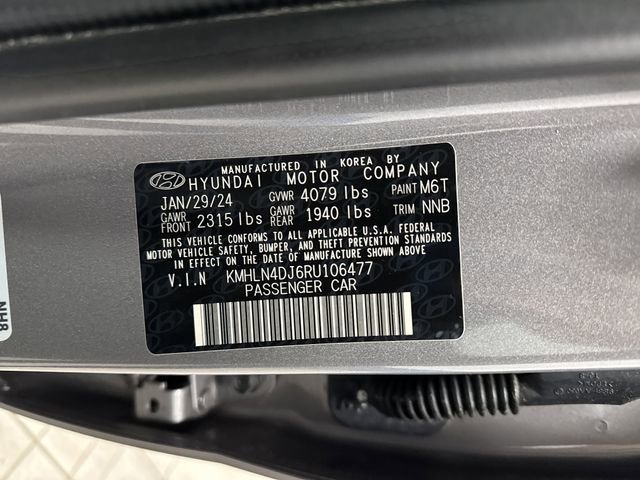 MANUFACTURED IN KOREA BY
HYUNDAI MOTOR COMPANY
JAN/29/24 GVWR 4079 lbs PAINT M6T
GAWR FRONT 2315 lbs GAWR REAR 1940 lbs TRIM NNB
THIS VEHICLE CONFORMS TO ALL APPLICABLE U.S.A. FEDERAL
MOTOR VEHICLE SAFETY, BUMPER, AND THEFT PREVENTION
STANDARDS IN EFFECT ON THE DATE OF MANUFACTURE SHOWN ABOVE.
V.I.N KMHLN4DJ6RU106477
PASSENGER CAR
NH8